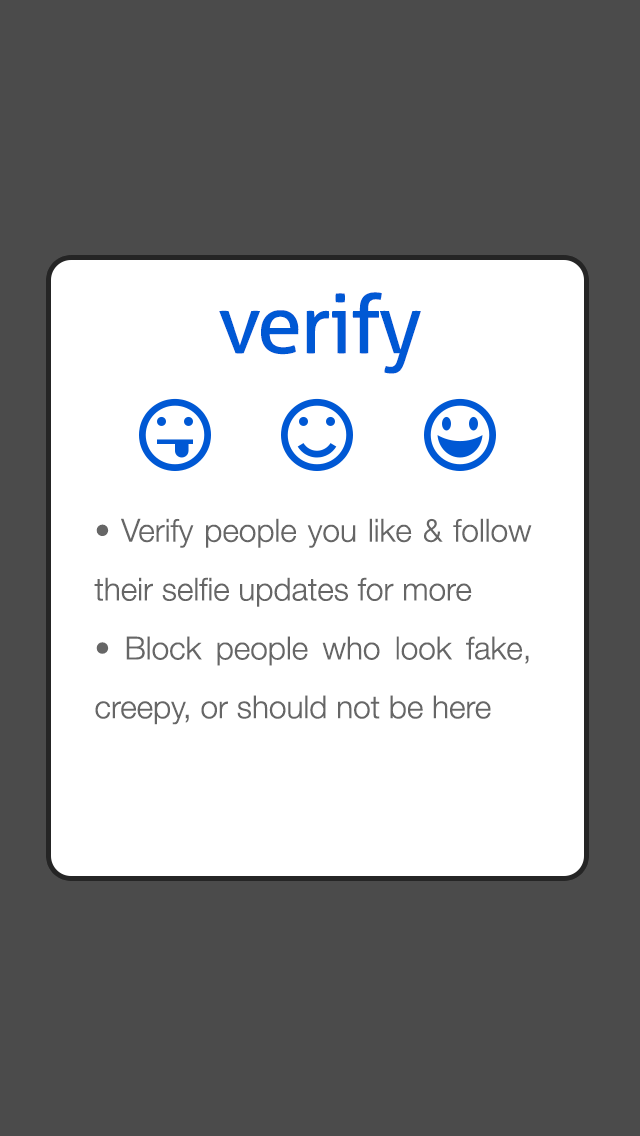 verify
• Verify people you like & follow
their selfie updates for more
• Block people who look fake,
creepy, or should not be here